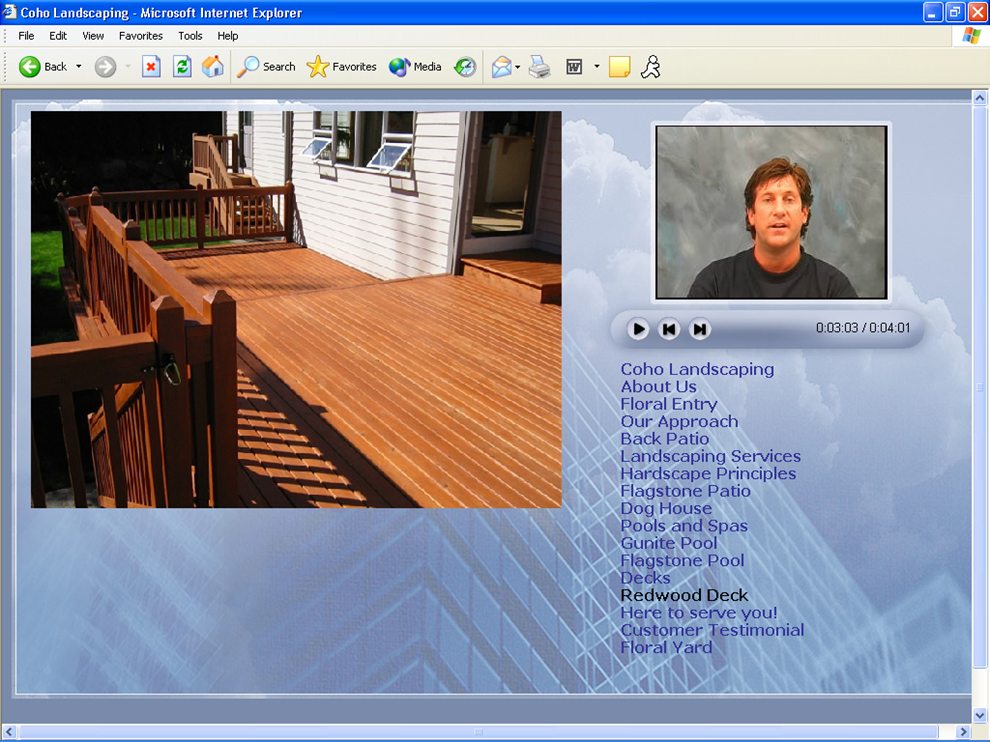 Coho Landscaping - Microsoft Internet Explorer
File Edit View Favorites Tools Help
Back Search Favorites Media
0:03:03 / 0:04:01
Coho Landscaping
About Us
Floral Entry
Our Approach
Back Patio
Landscaping Services
Hardscape Principles
Flagstone Patio
Dog House
Pools and Spas
Gunite Pool
Flagstone Pool
Decks
Redwood Deck
Here to serve you!
Customer Testimonial
Floral Yard